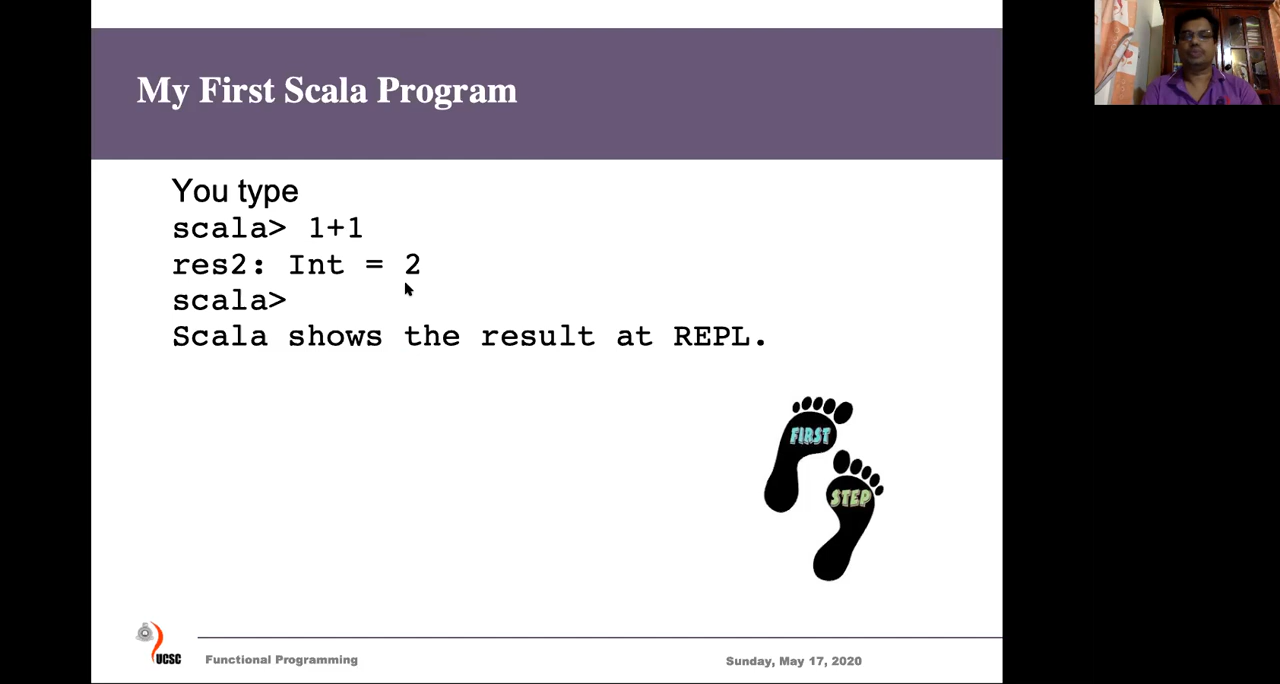 My First Scala Program
You type
scala> 1+1
res2: Int = 2
scala>
Scala shows the result at REPL.
FIRST
STEP
UCSC
Functional Programming
Sunday, May 17, 2020